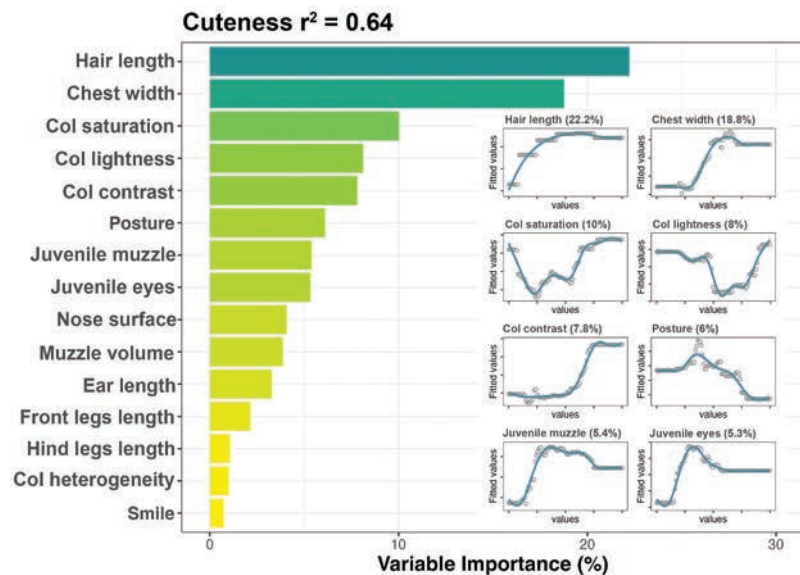 Cuteness r² = 0.64
Hair length
Chest width
Col saturation
Col lightness
Col contrast
Posture
Juvenile muzzle
Juvenile eyes
Nose surface
Muzzle volume
Ear length
Front legs length
Hind legs length
Col heterogeneity
Smile
Hair length (22.2%)
Fitted values
values
Chest width (18.8%)
Fitted values
values
Col saturation (10%)
Fitted values
values
Col lightness (8%)
Fitted values
values
Col contrast (7.8%)
Fitted values
values
Posture (6%)
Fitted values
values
Juvenile muzzle (5.4%)
Fitted values
values
Juvenile eyes (5.3%)
Fitted values
values
0 10 20 30
Variable Importance (%)